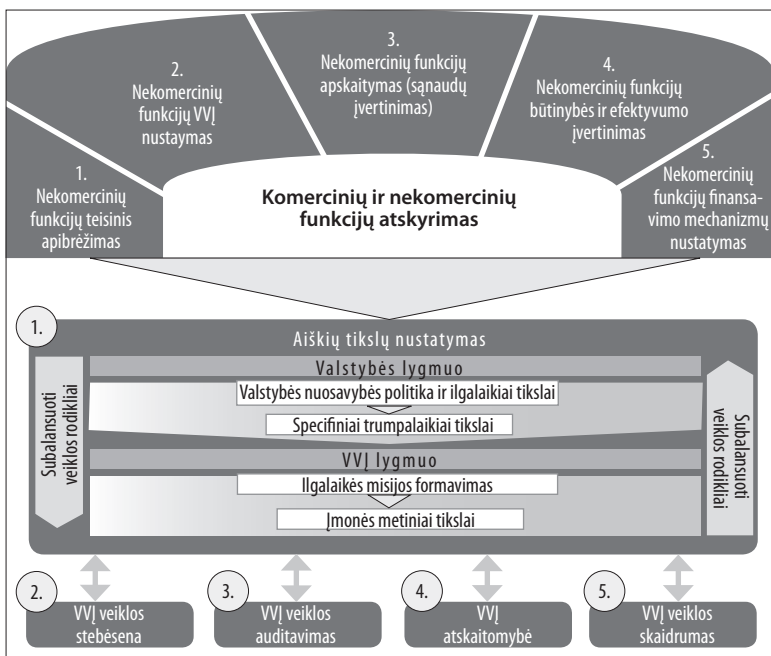 1.
Nekomercinių
funkcijų teisinis
apibrėžimas
2.
Nekomercinių
funkcijų VVĮ
nustaymas
3.
Nekomercinių funkcijų
apskaitymas (sąnaudų
įvertinimas)
4.
Nekomercinių funkcijų
būtinybės ir efektyvumo
įvertinimas
5.
Nekomercinių
funkcijų finansa-
vimo mechanizmų
nustatymas
Komercinių ir nekomercinių
funkcijų atskyrimas
1.
Aiškių tikslų nustatymas
Subalansuoti
veiklos rodikliai
Valstybės lygmuo
Valstybės nuosavybės politika ir ilgalaikiai tikslai
Specifiniai trumpalaikiai tikslai
VVĮ lygmuo
Ilgalaikės misijos formavimas
Įmonės metiniai tikslai
Subalansuoti
veiklos rodikliai
2.
VVĮ veiklos
stebėsena
3.
VVĮ veiklos
auditavimas
4.
VVĮ
atskaitomybė
5.
VVĮ veiklos
skaidrumas